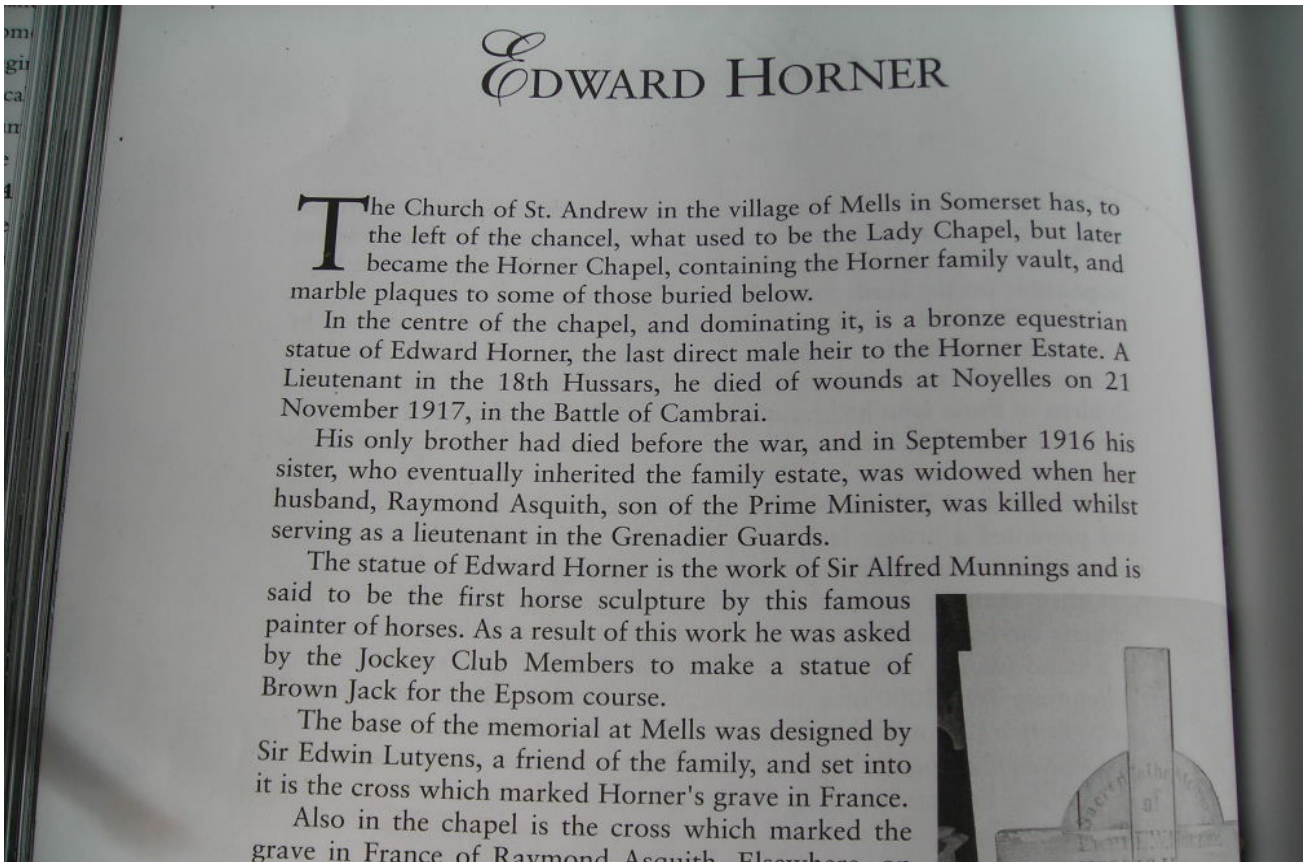 EDWARD HORNER
The Church of St. Andrew in the village of Mells in Somerset has, to
the left of the chancel, what used to be the Lady Chapel, but later
became the Horner Chapel, containing the Horner family vault, and
marble plaques to some of those buried below.
In the centre of the chapel, and dominating it, is a bronze equestrian
statue of Edward Horner, the last direct male heir to the Horner Estate. A
Lieutenant in the 18th Hussars, he died of wounds at Noyelles on 21
November 1917, in the Battle of Cambrai.
His only brother had died before the war, and in September 1916 his
sister, who eventually inherited the family estate, was widowed when her
husband, Raymond Asquith, son of the Prime Minister, was killed whilst
serving as a lieutenant in the Grenadier Guards.
The statue of Edward Horner is the work of Sir Alfred Munnings and is
said to be the first horse sculpture by this famous
painter of horses. As a result of this work he was asked
by the Jockey Club Members to make a statue of
Brown Jack for the Epsom course.
The base of the memorial at Mells was designed by
Sir Edwin Lutyens, a friend of the family, and set into
it is the cross which marked Horner's grave in France.
Also in the chapel is the cross which marked the
grave in France of Raymond Asquith. Elsewhere, on
Sacred to the Memory
of